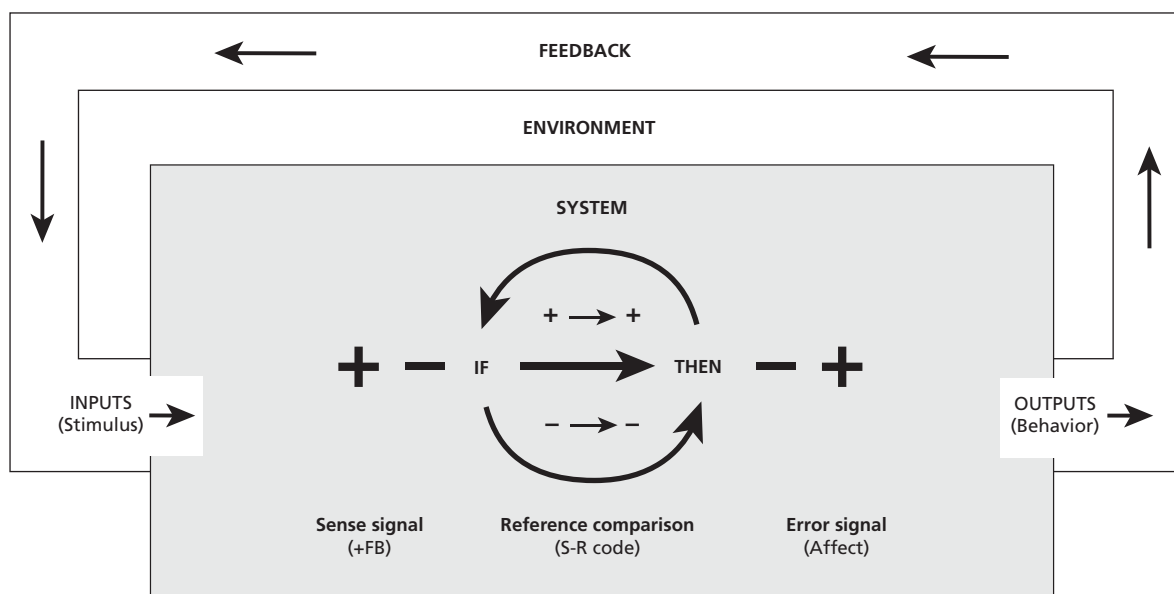 FEEDBACK
ENVIRONMENT
SYSTEM
+ → +
+ – IF THEN – +
INPUTS
(Stimulus)
– → –
OUTPUTS
(Behavior)
Sense signal
(+FB)
Reference comparison
(S-R code)
Error signal
(Affect)